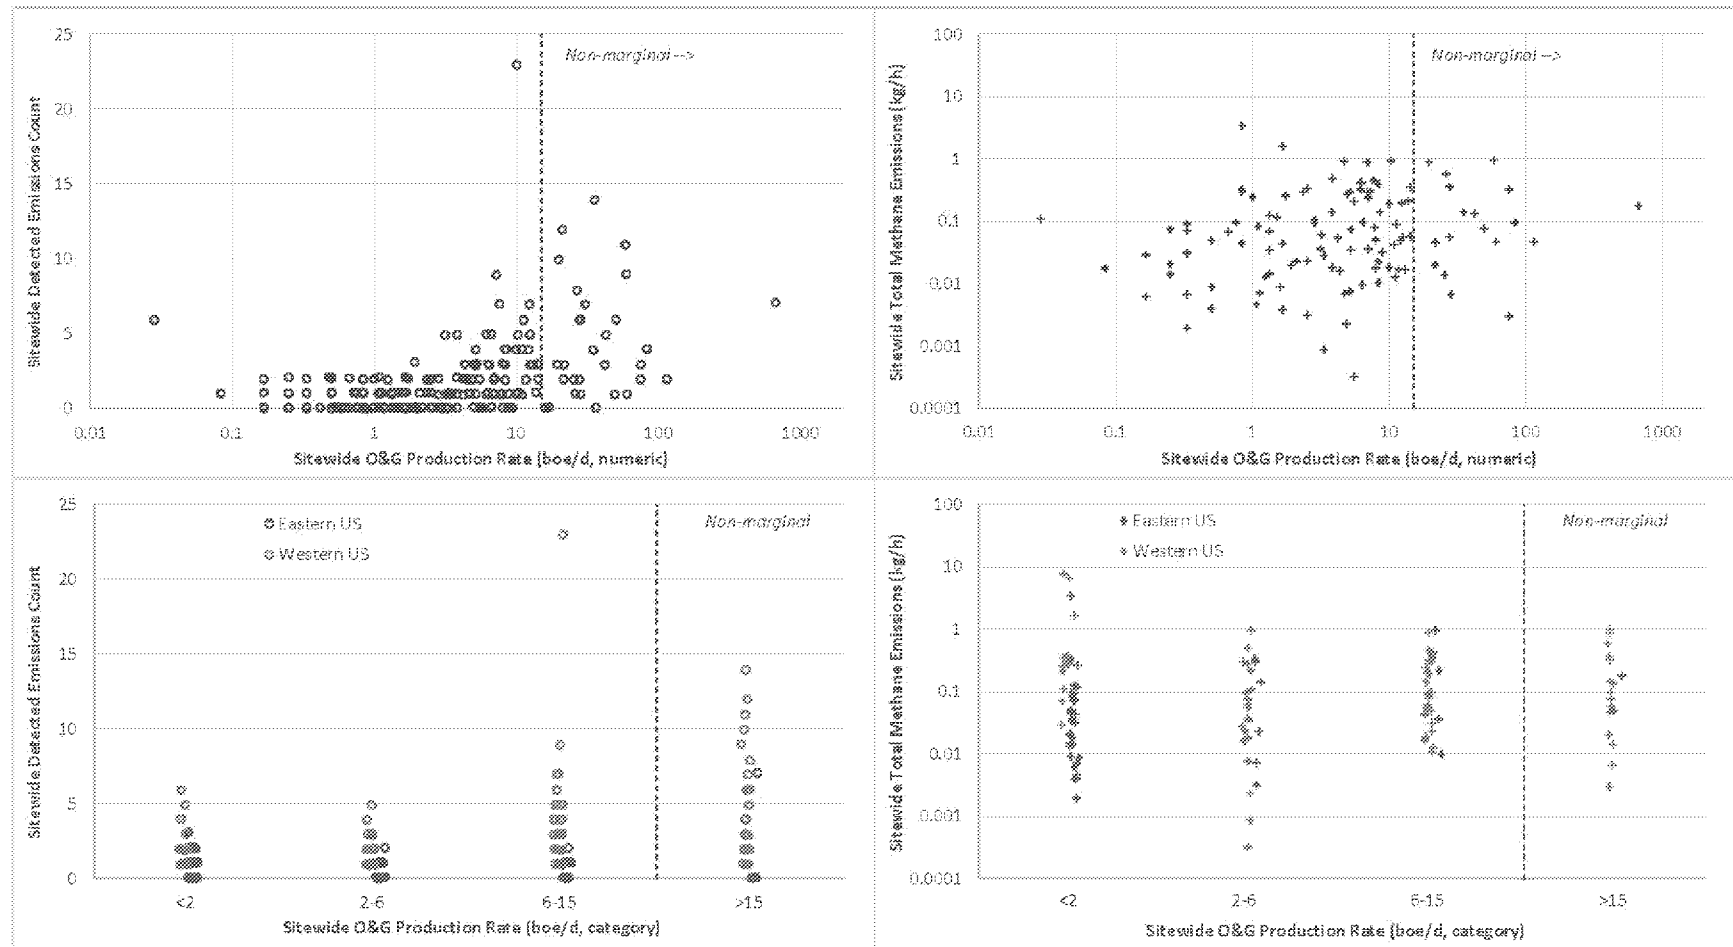 25
20
15
10
5
0
0.01
0.1
1
10
100
1000
Non-marginal -->
Sitewide Detected Emissions Count
Sitewide O&G Production Rate (boe/d, numeric)
100
10
1
0.1
0.01
0.001
0.0001
0.01
0.1
1
10
100
1000
Non-marginal -->
Sitewide Total Methane Emissions (kg/h)
Sitewide O&G Production Rate (boe/d, numeric)
25
20
15
10
5
0
Eastern US
Western US
Non-marginal
Sitewide Detected Emissions Count
<2
2-6
6-15
>15
Sitewide O&G Production Rate (boe/d, category)
100
10
1
0.1
0.01
0.001
0.0001
Eastern US
Western US
Non-marginal
Sitewide Total Methane Emissions (kg/h)
<2
2-6
6-15
>15
Sitewide O&G Production Rate (boe/d, category)